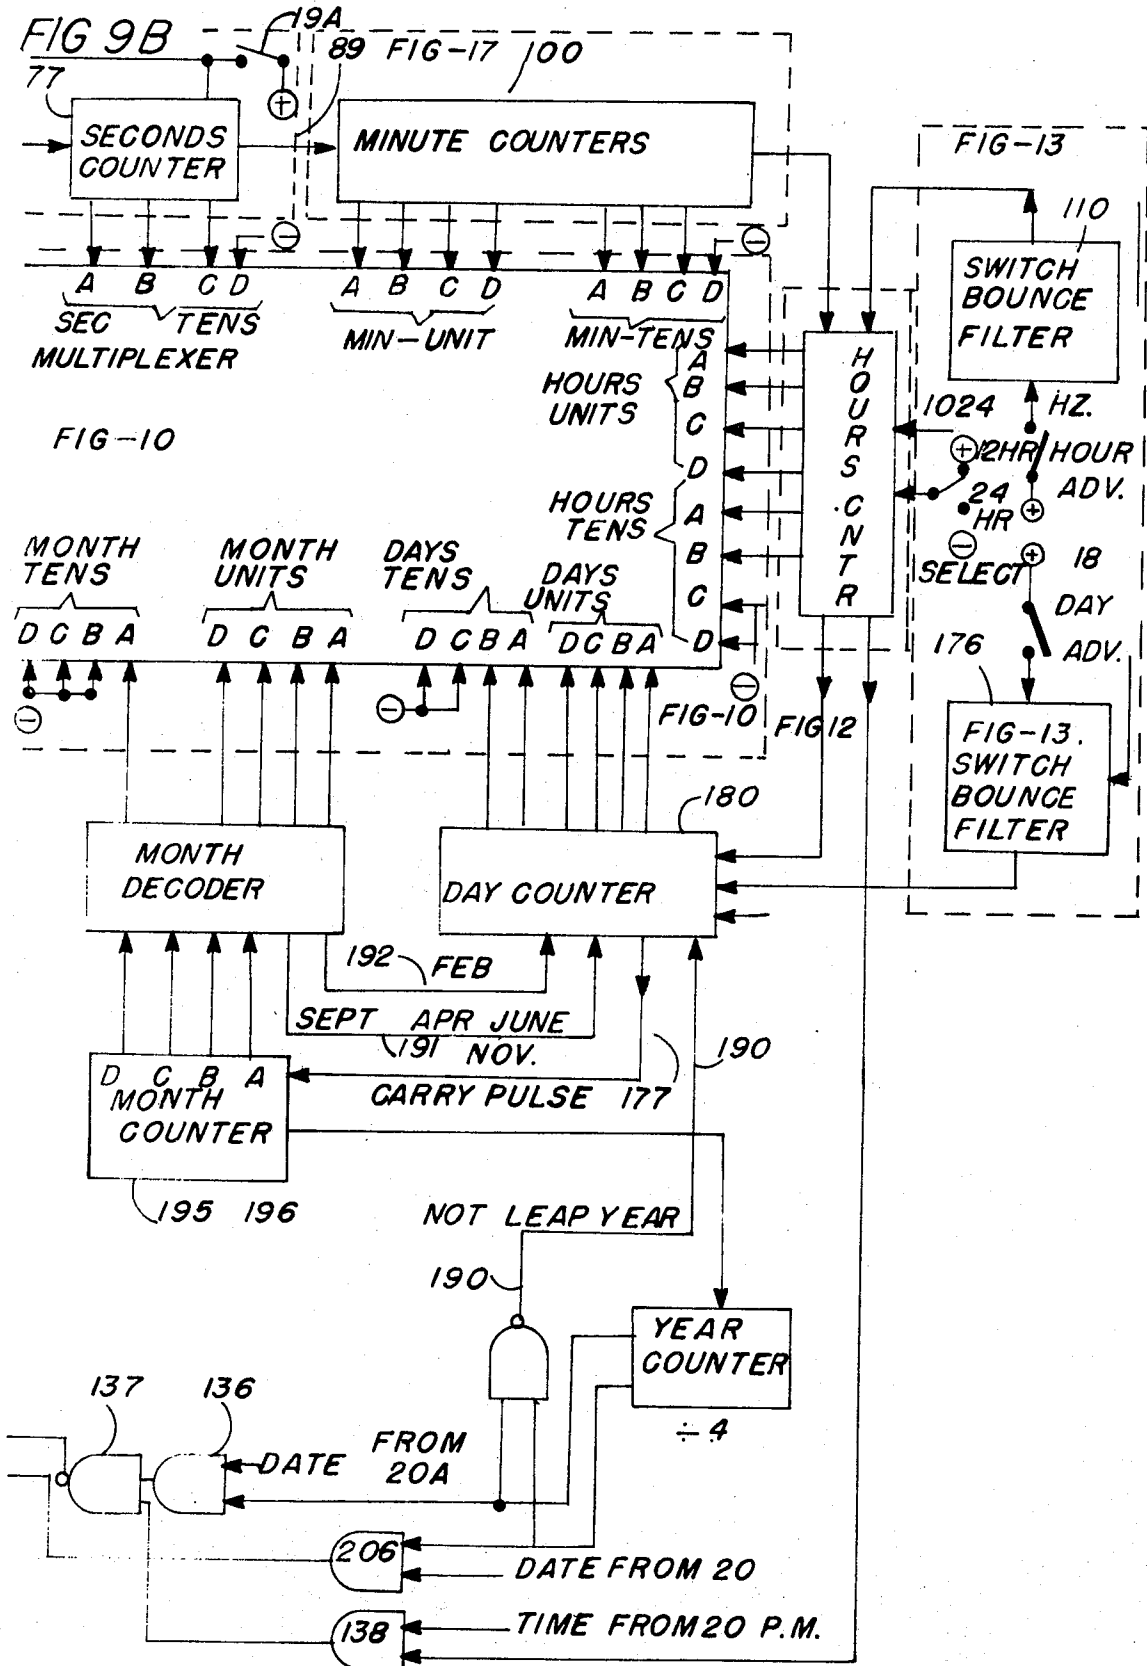 FIG 9B
19A
77
89
FIG-17
100
SECONDS
COUNTER
MINUTE COUNTERS
FIG-13
110
SWITCH
BOUNCE
FILTER
+
−
−
A B C D
SEC TENS
MULTIPLEXER
A B C D
MIN-UNIT
A B C D
MIN-TENS
FIG-10
HOURS
UNITS
A
B
C
D
HOURS
TENS
A
B
C
D
−
HOURS CNTR
1024 HZ.
+
12HR
24
HR
−
SELECT
HOUR
ADV.
+
+
18
DAY
ADV.
MONTH
TENS
D C B A
−
MONTH
UNITS
D C B A
DAYS
TENS
D C B A
−
DAYS
UNITS
D C B A
FIG-10
FIG 12
176
FIG-13.
SWITCH
BOUNCE
FILTER
180
MONTH
DECODER
DAY COUNTER
192 FEB
SEPT APR JUNE
191 NOV.
190
D C B A
MONTH
COUNTER
CARRY PULSE 177
195 196
NOT LEAP YEAR
190
YEAR
COUNTER
÷ 4
137 136
DATE FROM
20A
206
DATE FROM 20
138
TIME FROM 20 P.M.